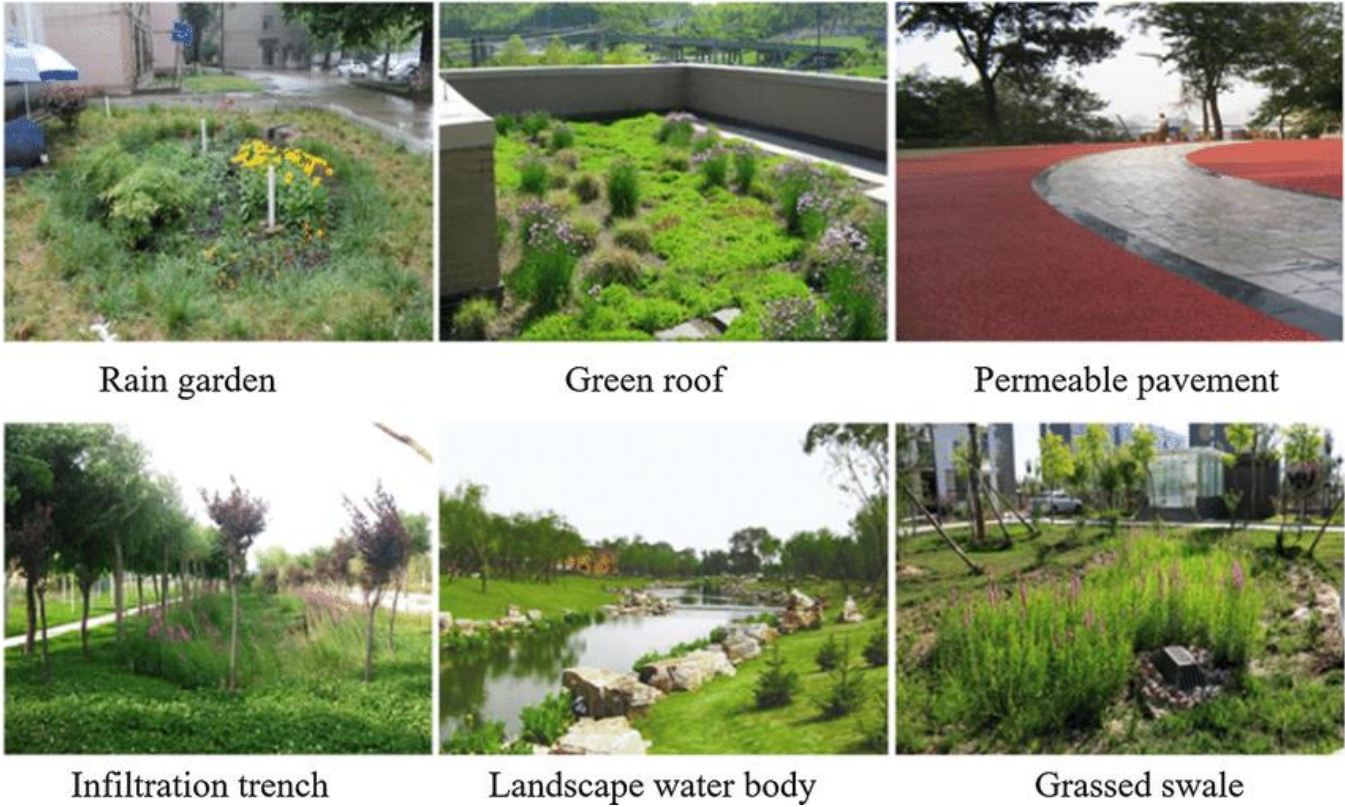 Rain garden
Green roof
Permeable pavement
Infiltration trench
Landscape water body
Grassed swale